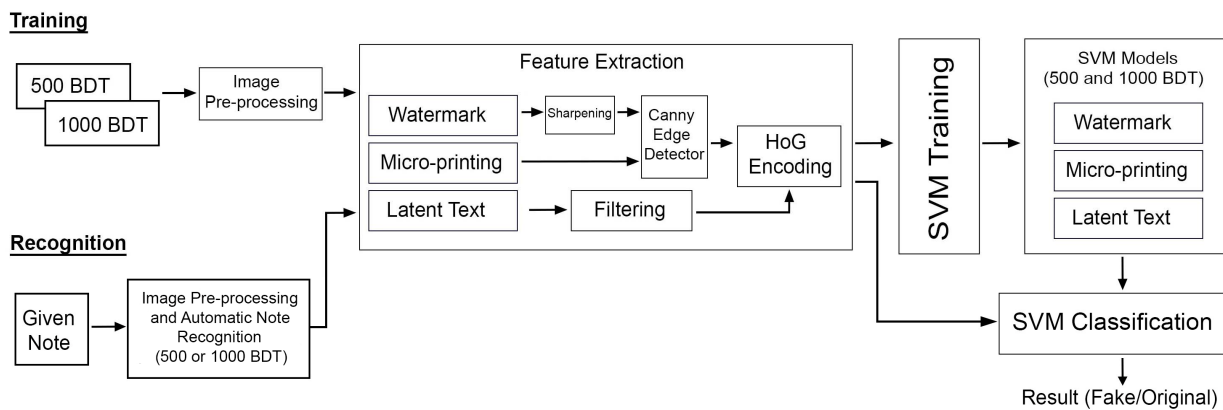 Training
500 BDT
1000 BDT
Image
Pre-processing
Feature Extraction
Watermark
Sharpening
Canny
Edge
Detector
Micro-printing
HoG
Encoding
Latent Text
Filtering
SVM Training
SVM Models
(500 and 1000 BDT)
Watermark
Micro-printing
Latent Text
Recognition
Given
Note
Image Pre-processing
and Automatic Note
Recognition
(500 or 1000 BDT)
SVM Classification
Result (Fake/Original)